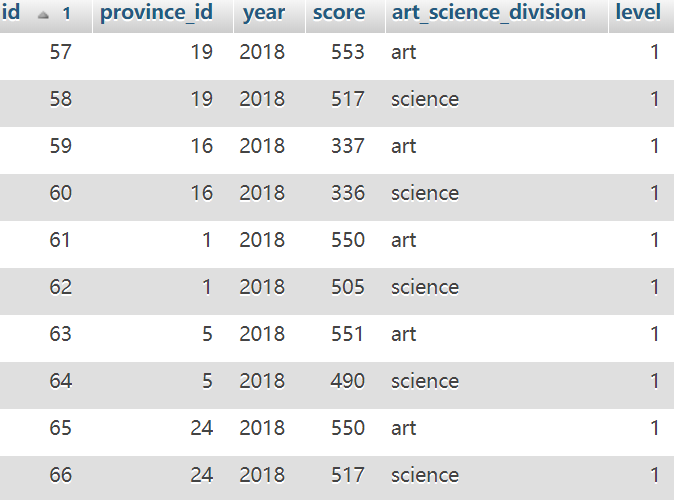 id 1 province_id year score art_science_division level
57 19 2018 553 art 1
58 19 2018 517 science 1
59 16 2018 337 art 1
60 16 2018 336 science 1
61 1 2018 550 art 1
62 1 2018 505 science 1
63 5 2018 551 art 1
64 5 2018 490 science 1
65 24 2018 550 art 1
66 24 2018 517 science 1